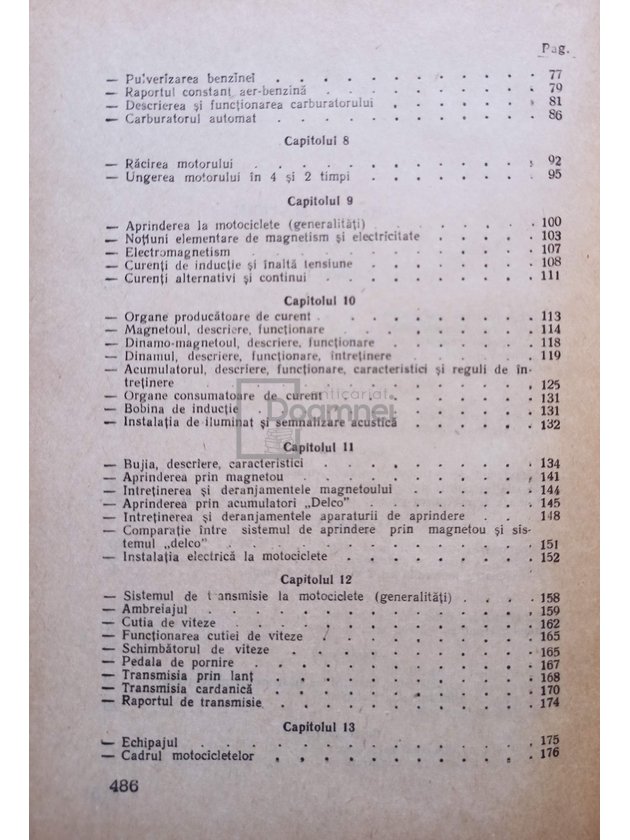 Pag.
— Pulverizarea benzinei . . . . . . . . . . . 77
— Raportul constant aer-benzină . . . . . . . . . 79
— Descrierea și funcționarea carburatorului . . . . . . . 81
— Carburatorul automat . . . . . . . . . . . 86
Capitolul 8
— Răcirea motorului . . . . . . . . . . . . 92
— Ungerea motorului în 4 și 2 timpi . . . . . . . . 95
Capitolul 9
— Aprinderea la motociclete (generalități) . . . . . . . 100
— Noțiuni elementare de magnetism și electricitate . . . . . 103
— Electromagnetism . . . . . . . . . . . . 107
— Curenți de inducție și înaltă tensiune . . . . . . . 108
— Curenți alternativi și continui . . . . . . . . . 111
Capitolul 10
— Organe producătoare de curent . . . . . . . . . 113
— Magnetoul, descriere, funcționare . . . . . . . . 114
— Dinamo-magnetoul, descriere, funcționare . . . . . . 118
— Dinamul, descriere, funcționare, întreținere . . . . . . 119
— Acumulatorul, descriere, funcționare, caracteristici și reguli de în-
treținere . . . . . . . . . . . . . . 125
— Organe consumatoare de curent . . . . . . . . . 131
— Bobina de inducție . . . . . . . . . . . . 131
— Instalația de iluminat și semnalizare acustică . . . . . . 132
anticariat
Doamnei
Capitolul 11
— Bujia, descriere, caracteristici . . . . . . . . . 134
— Aprinderea prin magnetou . . . . . . . . . . 141
— Intreținerea și deranjamentele magnetoului . . . . . . 144
— Aprinderea prin acumulatori „Delco” . . . . . . . 145
— Intreținerea și deranjamentele aparaturii de aprindere . . . 148
— Comparație între sistemul de aprindere prin magnetou și sis-
temul „delco” . . . . . . . . . . . . . 151
— Instalația electrică la motociclete . . . . . . . . 152
Capitolul 12
— Sistemul de transmisie la motociclete (generalități) . . . . 158
— Ambreiajul . . . . . . . . . . . . . . 159
— Cutia de viteze . . . . . . . . . . . . . 162
— Funcționarea cutiei de viteze . . . . . . . . . 165
— Schimbătorul de viteze . . . . . . . . . . . 165
— Pedala de pornire . . . . . . . . . . . . 167
— Transmisia prin lanț . . . . . . . . . . . 168
— Transmisia cardanică . . . . . . . . . . . 170
— Raportul de transmisie . . . . . . . . . . . 174
Capitolul 13
— Echipajul . . . . . . . . . . . . . . 175
— Cadrul motocicletelor . . . . . . . . . . . 176
486